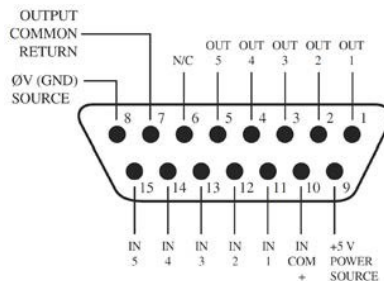 OUTPUT
COMMON
RETURN
N/C
OUT
5
OUT
4
OUT
3
OUT
2
OUT
1
ØV (GND)
SOURCE
8
7
6
5
4
3
2
1
15
14
13
12
11
10
9
IN
5
IN
4
IN
3
IN
2
IN
1
IN
COM
+
+5 V
POWER
SOURCE